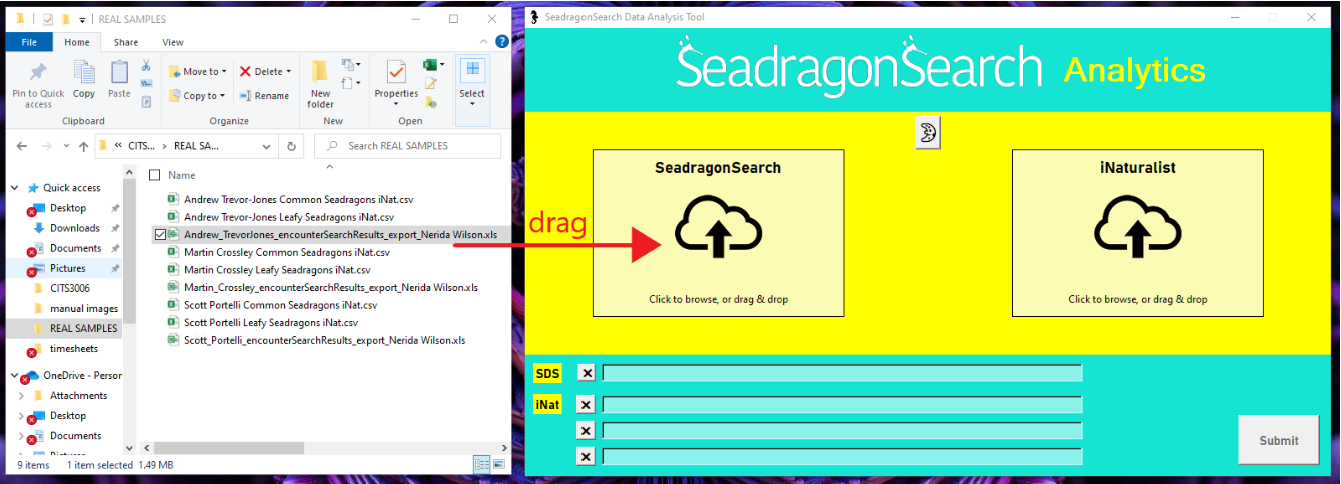 REAL SAMPLES
File Home Share View
Pin to Quick access
Copy
Paste
Clipboard
Move to
Copy to
Delete
Rename
Organize
New folder
New
Properties
Open
Select
CITS... REAL SA...
Search REAL SAMPLES
Quick access
Desktop
Downloads
Documents
Pictures
CITS3006
manual images
REAL SAMPLES
timesheets
OneDrive - Person
Attachments
Desktop
Documents
Name
Andrew Trevor-Jones Common Seadragons iNat.csv
Andrew Trevor-Jones Leafy Seadragons iNat.csv
Andrew_TrevorJones_encounterSearchResults_export_Nerida Wilson.xls
Martin Crossley Common Seadragons iNat.csv
Martin Crossley Leafy Seadragons iNat.csv
Martin_Crossley_encounterSearchResults_export_Nerida Wilson.xls
Scott Portelli Common Seadragons iNat.csv
Scott Portelli Leafy Seadragons iNat.csv
Scott_Portelli_encounterSearchResults_export_Nerida Wilson.xls
9 items 1 item selected 1.49 MB
drag
SeadragonSearch Data Analysis Tool
SeadragonSearch Analytics
SeadragonSearch
Click to browse, or drag & drop
iNaturalist
Click to browse, or drag & drop
SDS
iNat
Submit